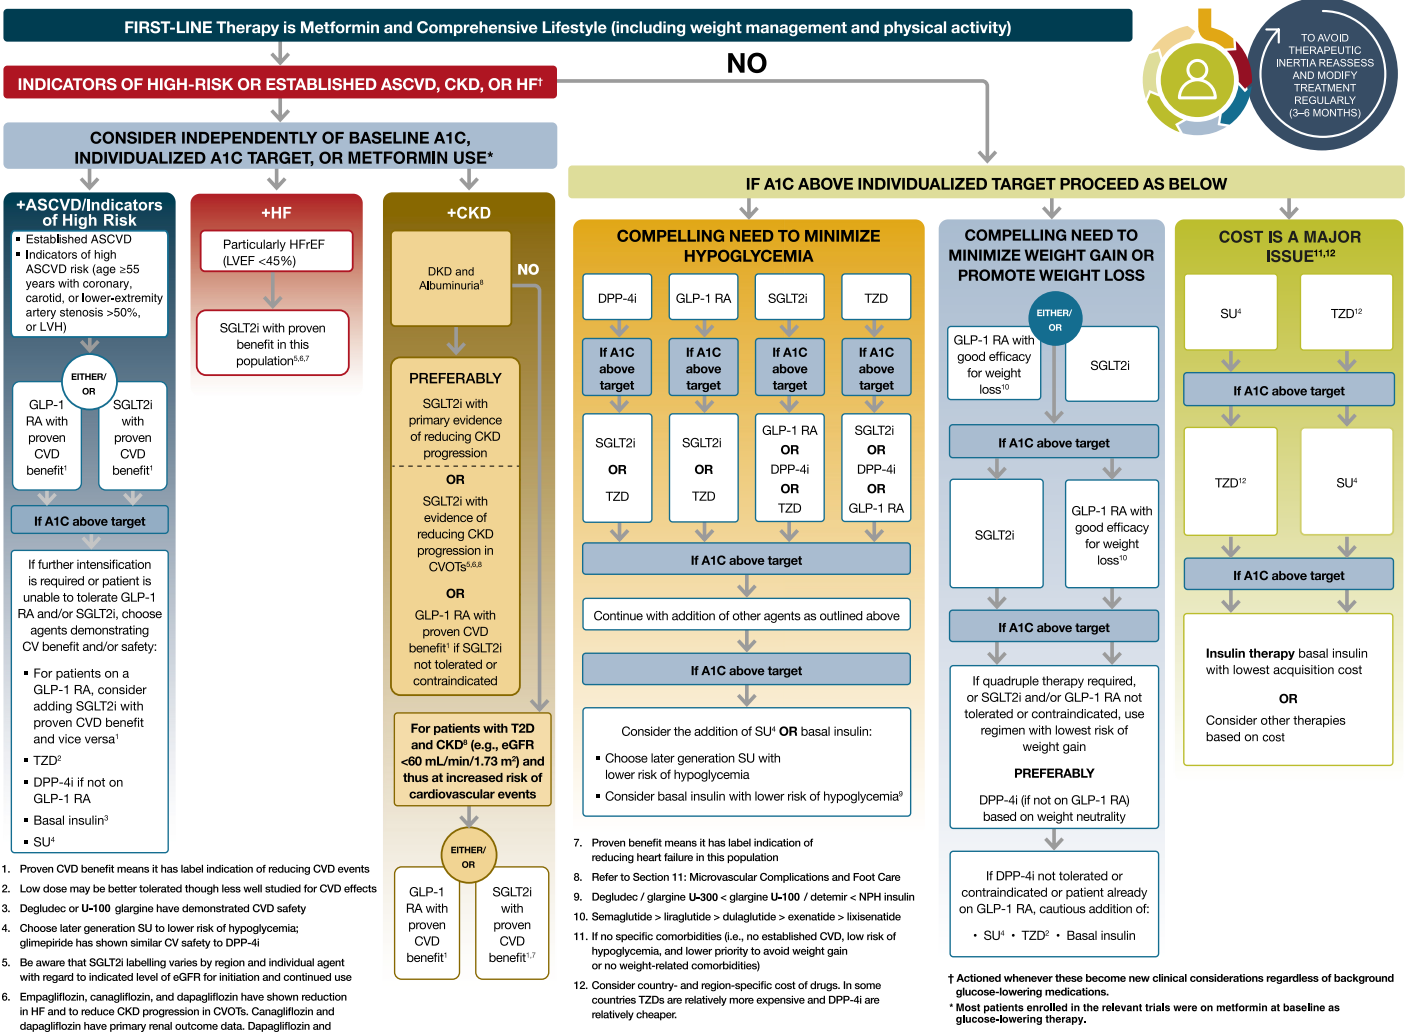 FIRST-LINE Therapy is Metformin and Comprehensive Lifestyle (including weight management and physical activity)
NO
INDICATORS OF HIGH-RISK OR ESTABLISHED ASCVD, CKD, OR HF†
TO AVOID
THERAPEUTIC
INERTIA REASSESS
AND MODIFY
TREATMENT
REGULARLY
(3–6 MONTHS)
CONSIDER INDEPENDENTLY OF BASELINE A1C,
INDIVIDUALIZED A1C TARGET, OR METFORMIN USE*
IF A1C ABOVE INDIVIDUALIZED TARGET PROCEED AS BELOW
+ASCVD/Indicators
of High Risk
▪ Established ASCVD
▪ Indicators of high
ASCVD risk (age ≥55
years with coronary,
carotid, or lower-extremity
artery stenosis >50%,
or LVH)
EITHER/
OR
GLP-1
RA with
proven
CVD
benefit¹
SGLT2i
with
proven
CVD
benefit¹
If A1C above target
If further intensification
is required or patient is
unable to tolerate GLP-1
RA and/or SGLT2i, choose
agents demonstrating
CV benefit and/or safety:
▪ For patients on a
GLP-1 RA, consider
adding SGLT2i with
proven CVD benefit
and vice versa¹
▪ TZD²
▪ DPP-4i if not on
GLP-1 RA
▪ Basal insulin³
▪ SU⁴
+HF
Particularly HFrEF
(LVEF <45%)
SGLT2i with proven
benefit in this
population⁵,⁶,⁷
+CKD
DKD and
Albuminuria⁸
NO
PREFERABLY
SGLT2i with
primary evidence
of reducing CKD
progression
OR
SGLT2i with
evidence of
reducing CKD
progression in
CVOTs⁵,⁶,⁸
OR
GLP-1 RA with
proven CVD
benefit¹ if SGLT2i
not tolerated or
contraindicated
For patients with T2D
and CKD⁸ (e.g., eGFR
<60 mL/min/1.73 m²) and
thus at increased risk of
cardiovascular events
EITHER/
OR
GLP-1
RA with
proven
CVD
benefit¹
SGLT2i
with
proven
CVD
benefit¹,⁷
COMPELLING NEED TO MINIMIZE
HYPOGLYCEMIA
DPP-4i
GLP-1 RA
SGLT2i
TZD
If A1C
above
target
If A1C
above
target
If A1C
above
target
If A1C
above
target
SGLT2i
OR
TZD
SGLT2i
OR
TZD
GLP-1 RA
OR
DPP-4i
OR
TZD
SGLT2i
OR
DPP-4i
OR
GLP-1 RA
If A1C above target
Continue with addition of other agents as outlined above
If A1C above target
Consider the addition of SU⁴ OR basal insulin:
▪ Choose later generation SU with
lower risk of hypoglycemia
▪ Consider basal insulin with lower risk of hypoglycemia⁹
COMPELLING NEED TO
MINIMIZE WEIGHT GAIN OR
PROMOTE WEIGHT LOSS
EITHER/
OR
GLP-1 RA with
good efficacy
for weight
loss¹⁰
SGLT2i
If A1C above target
SGLT2i
GLP-1 RA with
good efficacy
for weight
loss¹⁰
If A1C above target
If quadruple therapy required,
or SGLT2i and/or GLP-1 RA not
tolerated or contraindicated, use
regimen with lowest risk of
weight gain
PREFERABLY
DPP-4i (if not on GLP-1 RA)
based on weight neutrality
If DPP-4i not tolerated or
contraindicated or patient already
on GLP-1 RA, cautious addition of:
• SU⁴ • TZD² • Basal insulin
COST IS A MAJOR
ISSUE¹¹,¹²
SU⁴
TZD¹²
If A1C above target
TZD¹²
SU⁴
If A1C above target
Insulin therapy basal insulin
with lowest acquisition cost
OR
Consider other therapies
based on cost
1. Proven CVD benefit means it has label indication of reducing CVD events
2. Low dose may be better tolerated though less well studied for CVD effects
3. Degludec or U-100 glargine have demonstrated CVD safety
4. Choose later generation SU to lower risk of hypoglycemia;
glimepiride has shown similar CV safety to DPP-4i
5. Be aware that SGLT2i labelling varies by region and individual agent
with regard to indicated level of eGFR for initiation and continued use
6. Empagliflozin, canagliflozin, and dapagliflozin have shown reduction
in HF and to reduce CKD progression in CVOTs. Canagliflozin and
dapagliflozin have primary renal outcome data. Dapagliflozin and
7. Proven benefit means it has label indication of
reducing heart failure in this population
8. Refer to Section 11: Microvascular Complications and Foot Care
9. Degludec / glargine U-300 < glargine U-100 / detemir < NPH insulin
10. Semaglutide > liraglutide > dulaglutide > exenatide > lixisenatide
11. If no specific comorbidities (i.e., no established CVD, low risk of
hypoglycemia, and lower priority to avoid weight gain
or no weight-related comorbidities)
12. Consider country- and region-specific cost of drugs. In some
countries TZDs are relatively more expensive and DPP-4i are
relatively cheaper.
† Actioned whenever these become new clinical considerations regardless of background
glucose-lowering medications.
* Most patients enrolled in the relevant trials were on metformin at baseline as
glucose-lowering therapy.